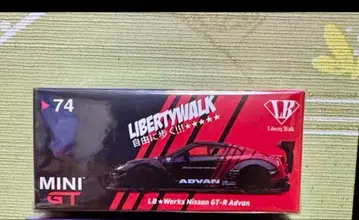 74
LIBERTYWALK
自由に歩く!!!★★★★★
LB
Liberty Walk
ADVAN
MINI
GT
LB★Works Nissan GT-R Advan